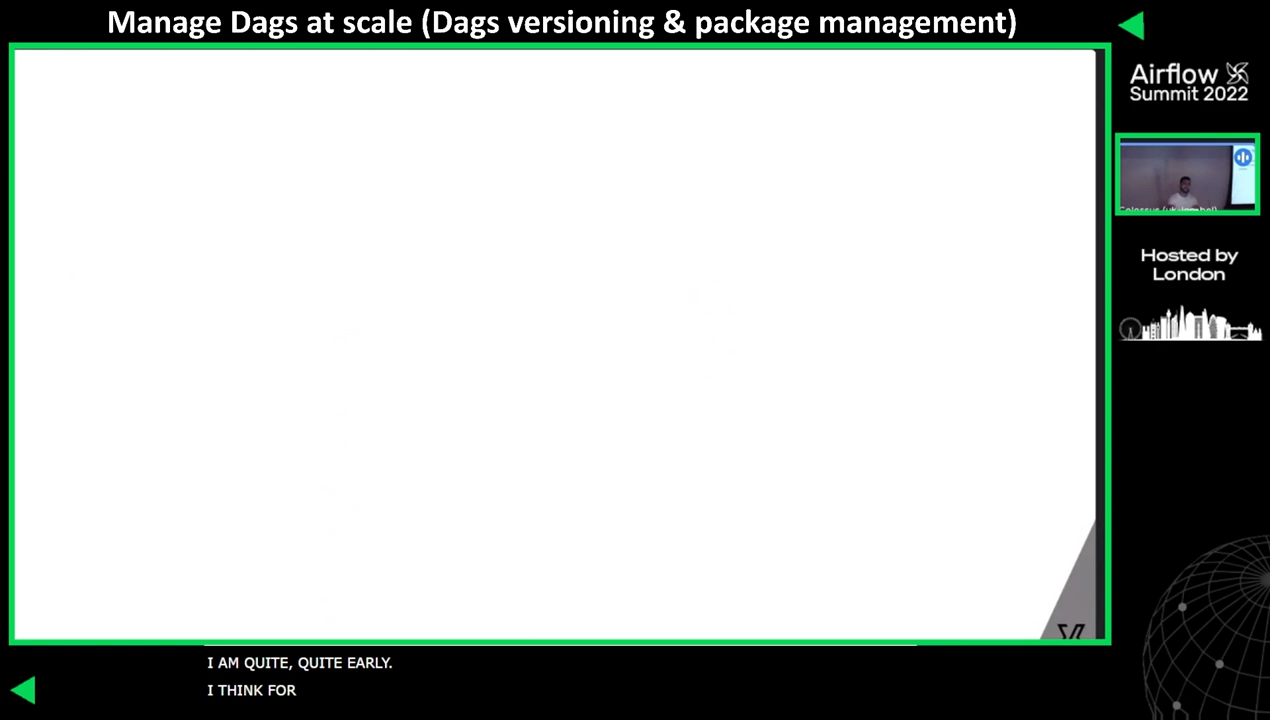 Manage Dags at scale (Dags versioning & package management)
Airflow
Summit 2022
Hosted by
London
I AM QUITE, QUITE EARLY.
I THINK FOR